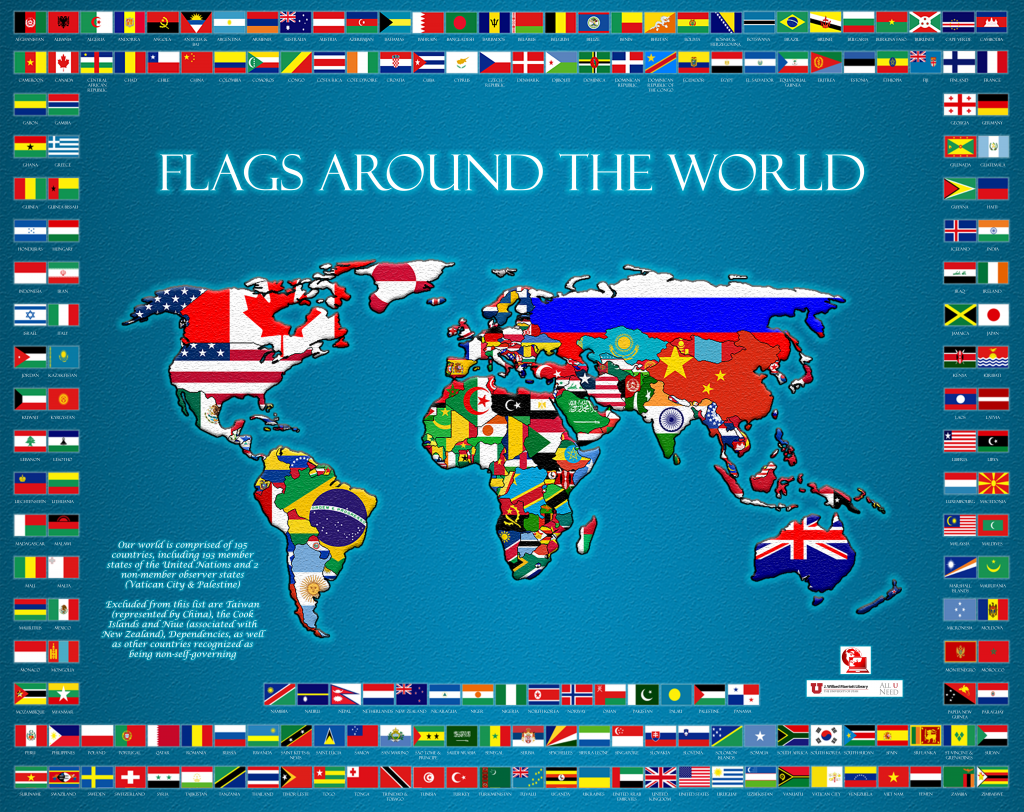 AFGHANISTAN ALBANIA ALGERIA ANDORRA ANGOLA ANTIGUA & ARGENTINA ARMENIA AUSTRALIA AUSTRIA AZERBAIJAN BAHAMAS BAHRAIN BANGLADESH BARBADOS BELARUS BELGIUM BELIZE BENIN BHUTAN BOLIVIA BOSNIA & BOTSWANA BRAZIL BRUNEI BULGARIA BURKINA FASO BURUNDI CAPE VERDE CAMBODIA
HERZEGOVINA
CAMEROON CANADA CENTRAL CHAD CHILE CHINA COLOMBIA COMOROS CONGO COSTA RICA COTE D'IVOIRE CROATIA CUBA CYPRUS CZECH DENMARK DJIBOUTI DOMINICA DOMINICAN DOMINICAN ECUADOR EGYPT EL SALVADOR EQUATORIAL ERITREA ESTONIA ETHIOPIA FIJI FINLAND FRANCE
AFRICAN REPUBLIC REPUBLIC REPUBLIC GUINEA
REPUBLIC OF THE CONGO
GABON GAMBIA
GEORGIA GERMANY
FLAGS AROUND THE WORLD
GHANA GREECE
GRENADA GUATEMALA
GUINEA GUINEA BISSAU
GUYANA HAITI
HONDURAS HUNGARY
ICELAND INDIA
INDONESIA IRAN
IRAQ IRELAND
ISRAEL ITALY
JAMAICA JAPAN
JORDAN KAZAKHSTAN
KENYA KIRIBATI
KUWAIT
LAOS LATVIA
LEBANON LESOTHO
LIBERIA LIBYA
LIECHTENSTEIN LITHUANIA
LUXEMBOURG MACEDONIA
MADAGASCAR MALAWI
MALAYSIA MALDIVES
Our world is comprised of 195
countries, including 193 member
states of the United Nations and 2
non-member observer states
(Vatican City & Palestine)
Excluded from this list are Taiwan
(represented by China), the Cook
Islands and Niue (associated with
New Zealand), Dependencies, as well
as other countries recognized as
being non-self-governing
MALI MALTA
MARSHALL MAURITANIA
ISLANDS
MAURITIUS MEXICO
MICRONESIA MOLDOVA
MONACO MONGOLIA
MONTENEGRO MOROCCO
MOZAMBIQUE
PAPUA NEW PARAGUAY
GUINEA
U J. Willard Marriott Library
ALL U
NEED
NAMIBIA NAURU NEPAL NETHERLANDS NEW ZEALAND NICARAGUA NIGER NIGERIA NORTH KOREA NORWAY OMAN PAKISTAN PALAU PALESTINE PANAMA
PERU PHILIPPINES POLAND PORTUGAL QATAR ROMANIA RUSSIA RWANDA SAINT KITTS & SAINT LUCIA SAMOA SAN MARINO SAO TOME & SAUDI ARABIA SENEGAL SERBIA SEYCHELLES SIERRA LEONE SINGAPORE SLOVAKIA SLOVENIA SOLOMON SOMALIA SOUTH AFRICA SOUTH KOREA SOUTH SUDAN SPAIN SRI LANKA ST. VINCENT & SUDAN
NEVIS PRINCIPE ISLANDS GRENADINES
SURINAME SWAZILAND SWEDEN SWITZERLAND SYRIA TAJIKISTAN TANZANIA THAILAND TIMOR LESTE TOGO TONGA TRINIDAD & TUNISIA TURKEY TURKMENISTAN TUVALU UGANDA UKRAINE UNITED ARAB UNITED UNITED STATES URUGUAY UZBEKISTAN VANUATU VATICAN CITY VENEZUELA VIETNAM YEMEN ZAMBIA ZIMBABWE
TOBAGO EMIRATES KINGDOM